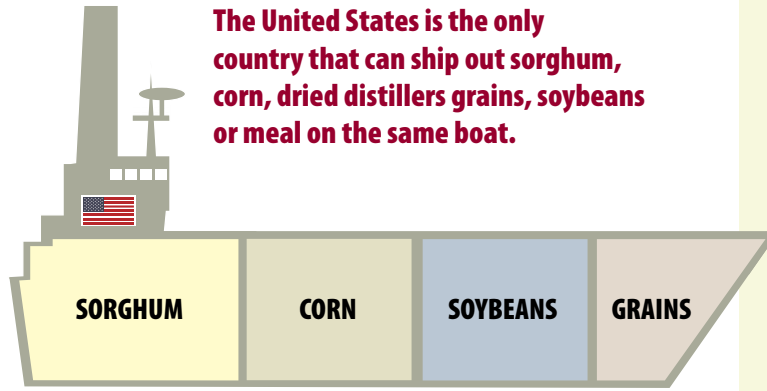 The United States is the only
country that can ship out sorghum,
corn, dried distillers grains, soybeans
or meal on the same boat.
SORGHUM CORN SOYBEANS GRAINS